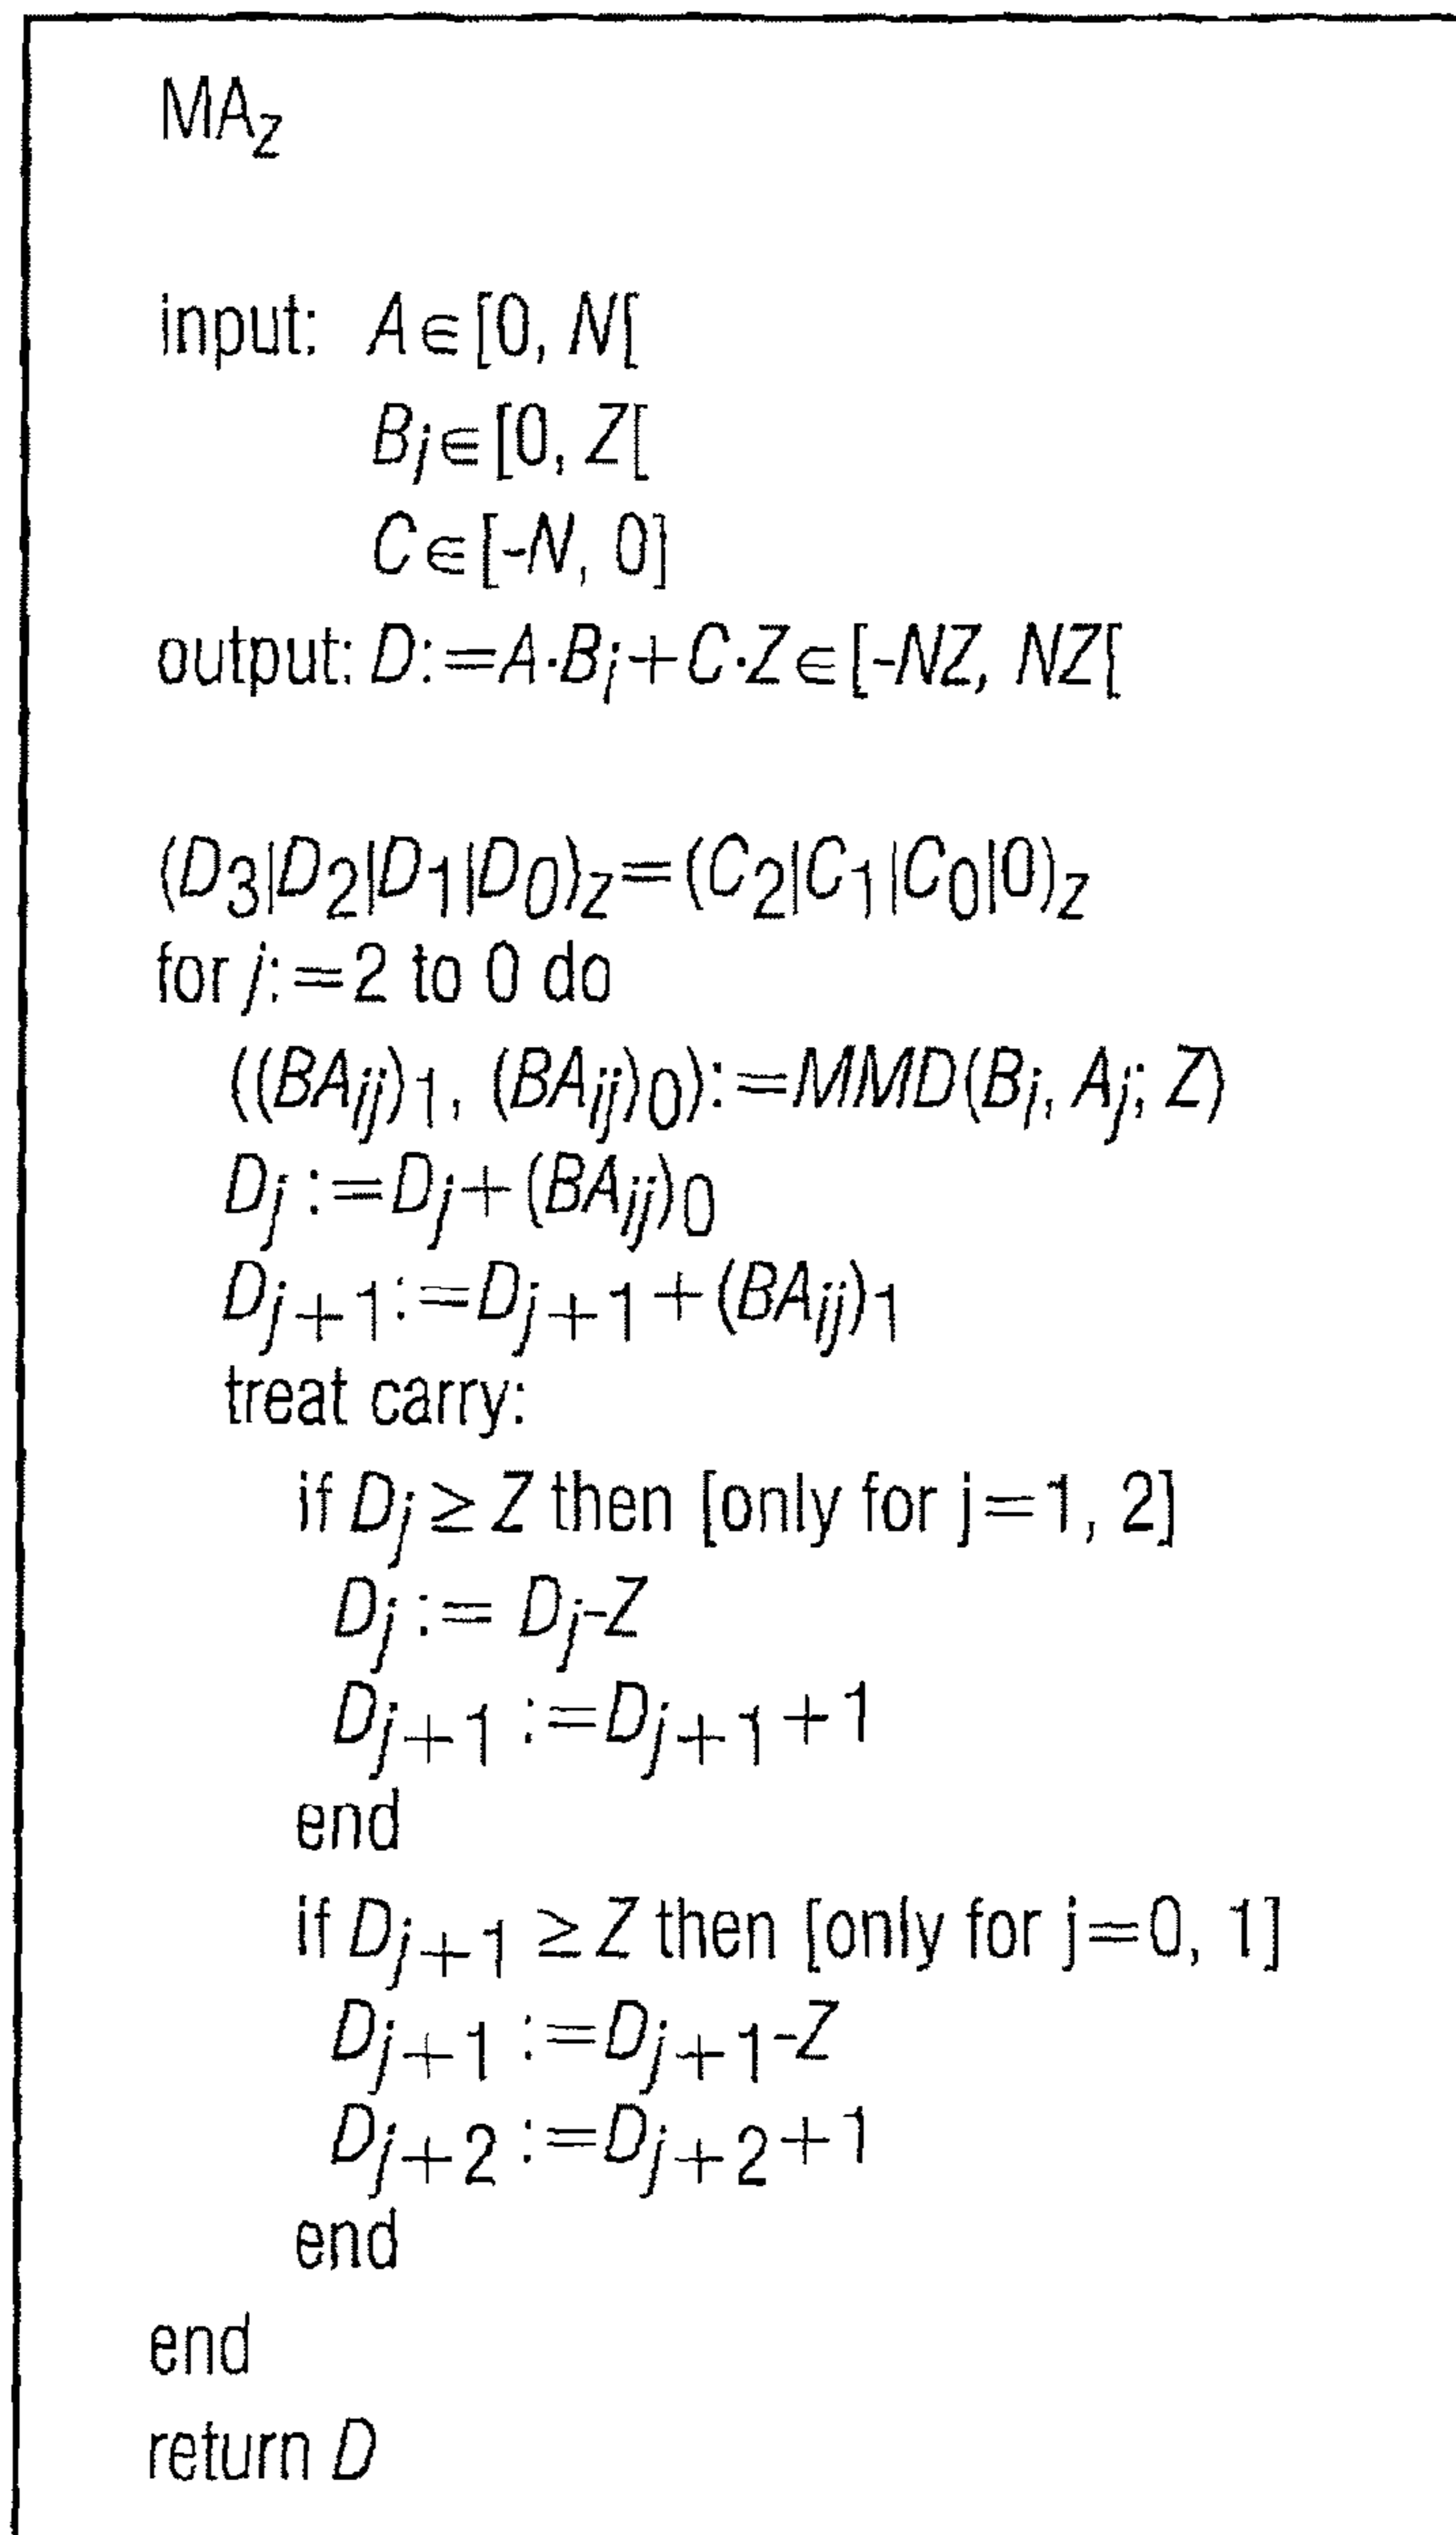 MA_Z
input: A∈[0, N[
B_i∈[0, Z[
C∈[-N, 0]
output: D:=A·B_i+C·Z∈[-NZ, NZ[
(D_3|D_2|D_1|D_0)_Z=(C_2|C_1|C_0|0)_Z
for j:=2 to 0 do
((BA_ij)_1, (BA_ij)_0):=MMD(B_i, A_j; Z)
D_j:=D_j+(BA_ij)_0
D_j+1:=D_j+1+(BA_ij)_1
treat carry:
if D_j≥Z then [only for j=1, 2]
D_j:= D_j-Z
D_j+1:=D_j+1+1
end
if D_j+1≥Z then [only for j=0, 1]
D_j+1:=D_j+1-Z
D_j+2:=D_j+2+1
end
end
return D